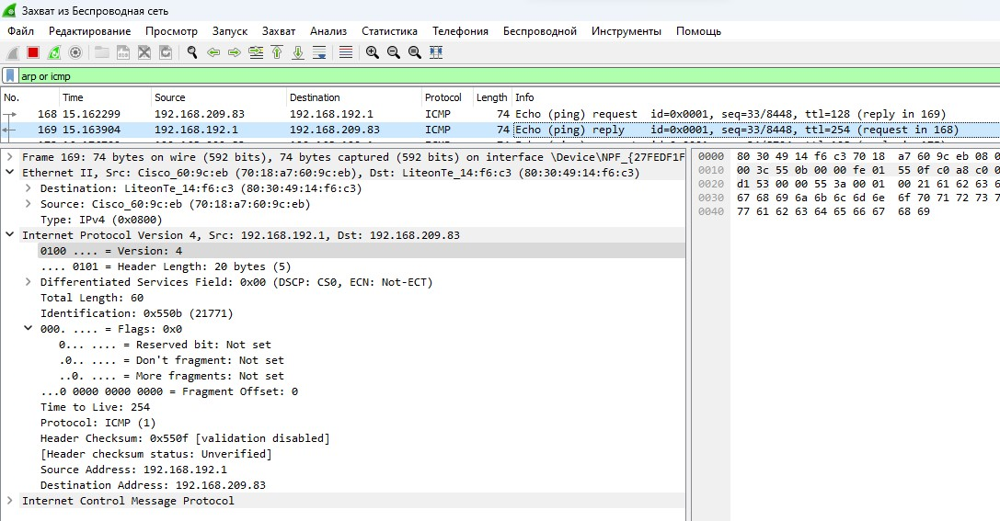 Захват из Беспроводная сеть
Файл Редактирование Просмотр Запуск Захват Анализ Статистика Телефония Беспроводной Инструменты Помощь
arp or icmp
No. Time Source Destination Protocol Length Info
168 15.162299 192.168.209.83 192.168.192.1 ICMP 74 Echo (ping) request id=0x0001, seq=33/8448, ttl=128 (reply in 169)
169 15.163904 192.168.192.1 192.168.209.83 ICMP 74 Echo (ping) reply id=0x0001, seq=33/8448, ttl=254 (request in 168)
Frame 169: 74 bytes on wire (592 bits), 74 bytes captured (592 bits) on interface \Device\NPF_{27FEDF1F
Ethernet II, Src: Cisco_60:9c:eb (70:18:a7:60:9c:eb), Dst: LiteonTe_14:f6:c3 (80:30:49:14:f6:c3)
Destination: LiteonTe_14:f6:c3 (80:30:49:14:f6:c3)
Source: Cisco_60:9c:eb (70:18:a7:60:9c:eb)
Type: IPv4 (0x0800)
Internet Protocol Version 4, Src: 192.168.192.1, Dst: 192.168.209.83
0100 .... = Version: 4
.... 0101 = Header Length: 20 bytes (5)
Differentiated Services Field: 0x00 (DSCP: CS0, ECN: Not-ECT)
Total Length: 60
Identification: 0x550b (21771)
000. .... = Flags: 0x0
0... .... = Reserved bit: Not set
.0.. .... = Don't fragment: Not set
..0. .... = More fragments: Not set
...0 0000 0000 0000 = Fragment Offset: 0
Time to Live: 254
Protocol: ICMP (1)
Header Checksum: 0x550f [validation disabled]
[Header checksum status: Unverified]
Source Address: 192.168.192.1
Destination Address: 192.168.209.83
Internet Control Message Protocol
0000 80 30 49 14 f6 c3 70 18 a7 60 9c eb 08 0
0010 00 3c 55 0b 00 00 fe 01 55 0f c0 a8 c0 0
0020 d1 53 00 00 55 3a 00 01 00 21 61 62 63 6
0030 67 68 69 6a 6b 6c 6d 6e 6f 70 71 72 73 7
0040 77 61 62 63 64 65 66 67 68 69